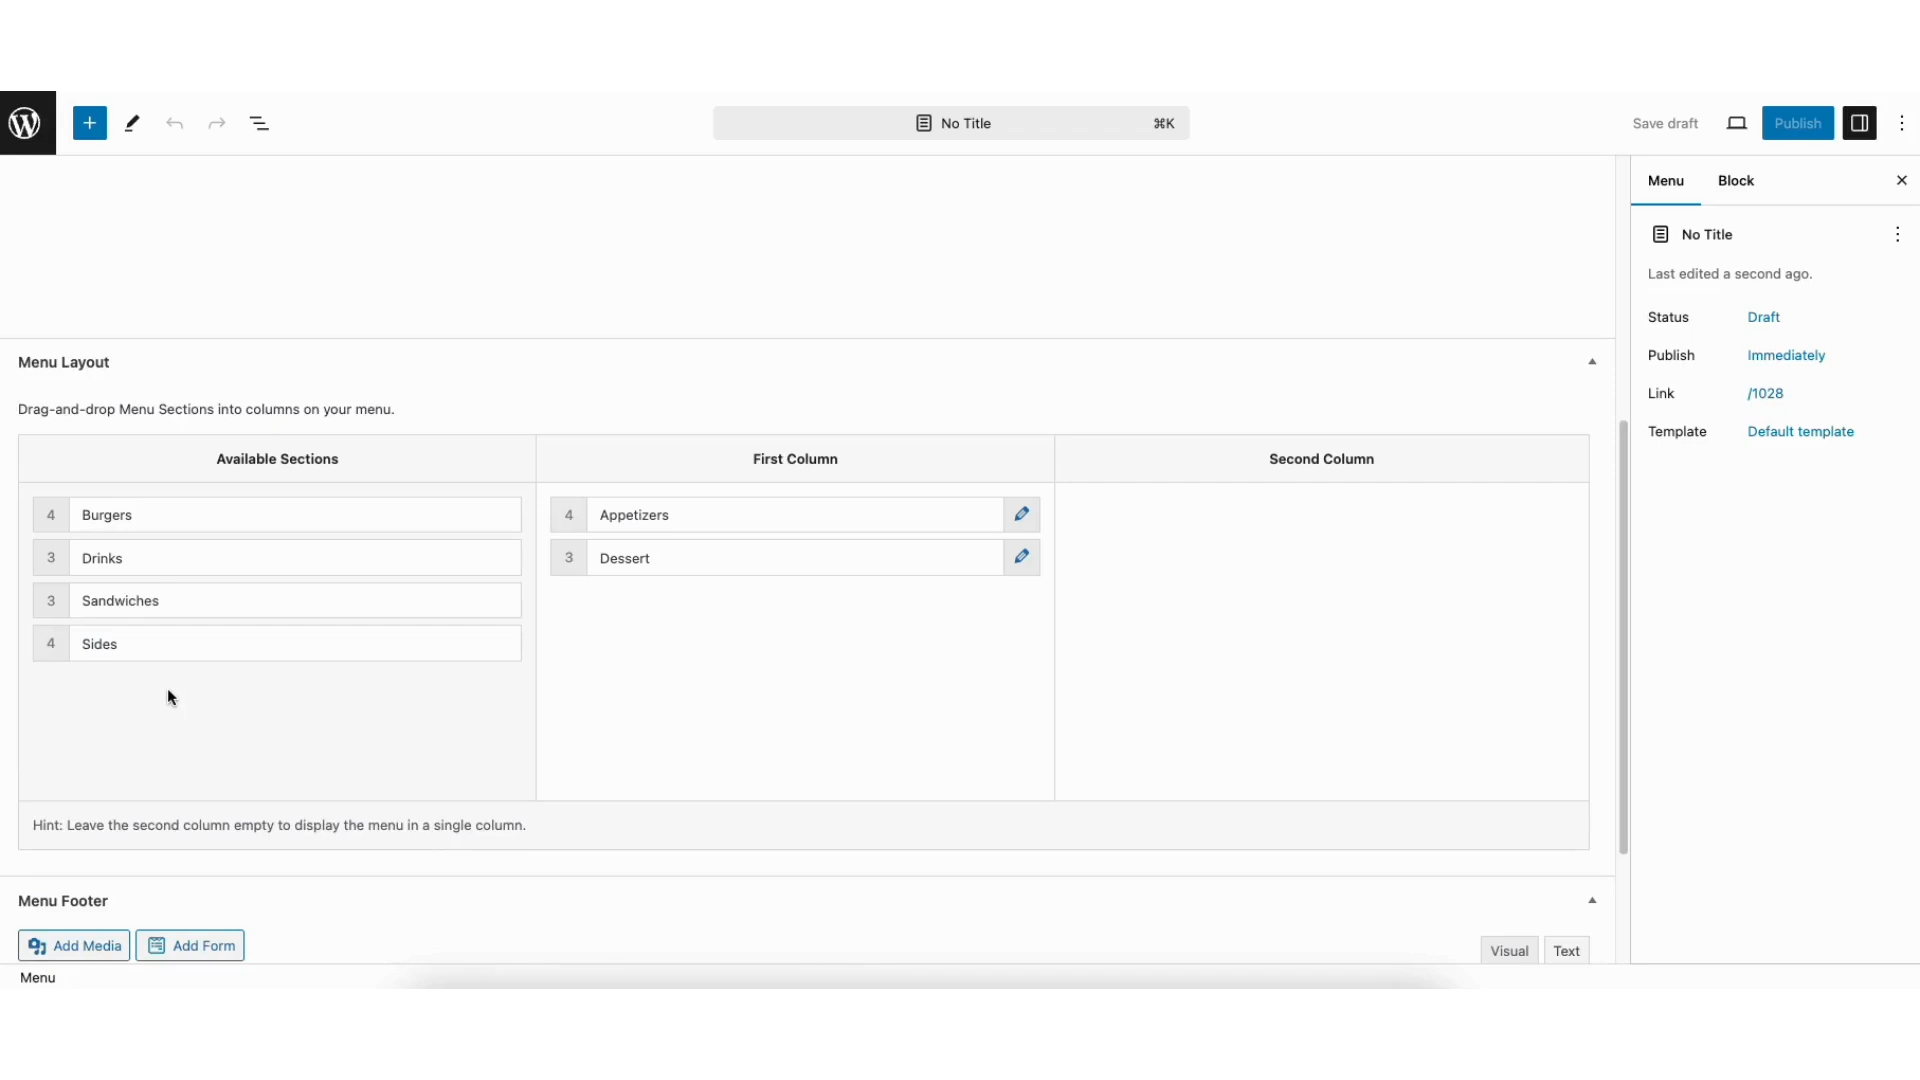 No Title
⌘K
Save draft
Publish
Menu
Block
No Title
Last edited a second ago.
Status
Draft
Publish
Immediately
Link
/1028
Template
Default template
Menu Layout
Drag-and-drop Menu Sections into columns on your menu.
Available Sections
First Column
Second Column
4 Burgers
3 Drinks
3 Sandwiches
4 Sides
4 Appetizers
3 Dessert
Hint: Leave the second column empty to display the menu in a single column.
Menu Footer
Add Media
Add Form
Visual
Text
Menu